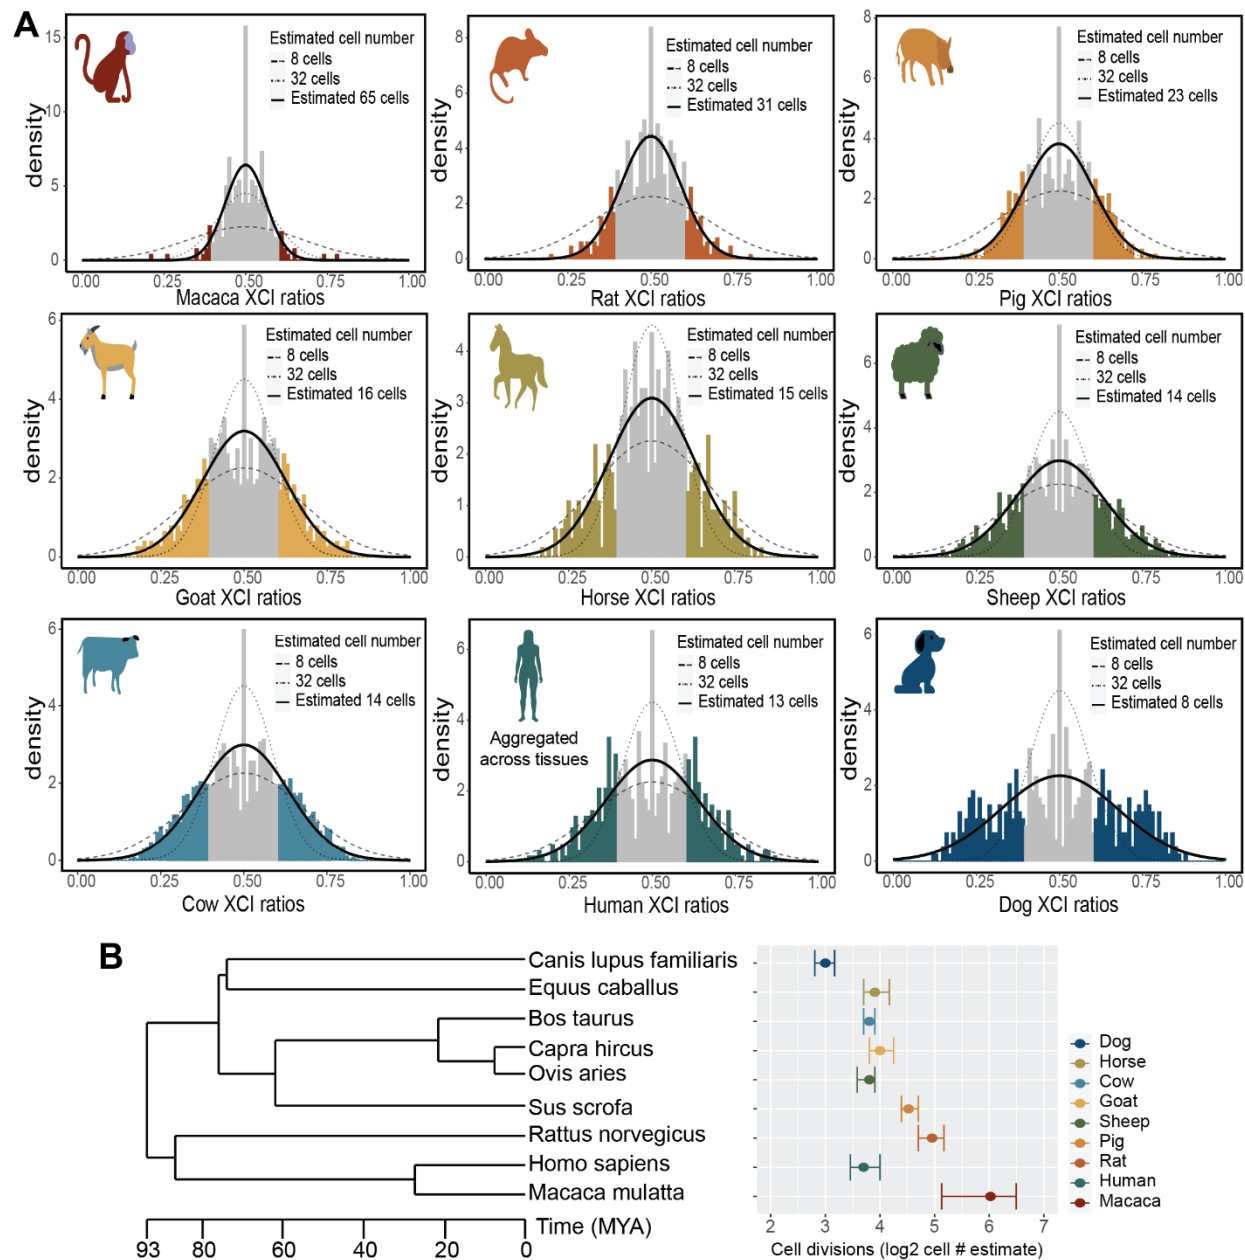 A
Estimated cell number
8 cells
32 cells
Estimated 65 cells
density
15
10
5
0
0.00 0.25 0.50 0.75 1.00
Macaca XCI ratios
Estimated cell number
8 cells
32 cells
Estimated 31 cells
density
8
6
4
2
0
0.00 0.25 0.50 0.75 1.00
Rat XCI ratios
Estimated cell number
8 cells
32 cells
Estimated 23 cells
density
8
6
4
2
0
0.00 0.25 0.50 0.75 1.00
Pig XCI ratios
Estimated cell number
8 cells
32 cells
Estimated 16 cells
density
6
4
2
0
0.00 0.25 0.50 0.75 1.00
Goat XCI ratios
Estimated cell number
8 cells
32 cells
Estimated 15 cells
density
4
3
2
1
0
0.00 0.25 0.50 0.75 1.00
Horse XCI ratios
Estimated cell number
8 cells
32 cells
Estimated 14 cells
density
6
4
2
0
0.00 0.25 0.50 0.75 1.00
Sheep XCI ratios
Estimated cell number
8 cells
32 cells
Estimated 14 cells
density
6
4
2
0
0.00 0.25 0.50 0.75 1.00
Cow XCI ratios
Estimated cell number
8 cells
32 cells
Estimated 13 cells
Aggregated
across tissues
density
6
4
2
0
0.00 0.25 0.50 0.75 1.00
Human XCI ratios
Estimated cell number
8 cells
32 cells
Estimated 8 cells
density
6
4
2
0
0.00 0.25 0.50 0.75 1.00
Dog XCI ratios
B
Canis lupus familiaris
Equus caballus
Bos taurus
Capra hircus
Ovis aries
Sus scrofa
Rattus norvegicus
Homo sapiens
Macaca mulatta
Time (MYA)
93 80 60 40 20 0
2 3 4 5 6 7
Cell divisions (log2 cell # estimate)
Dog
Horse
Cow
Goat
Sheep
Pig
Rat
Human
Macaca